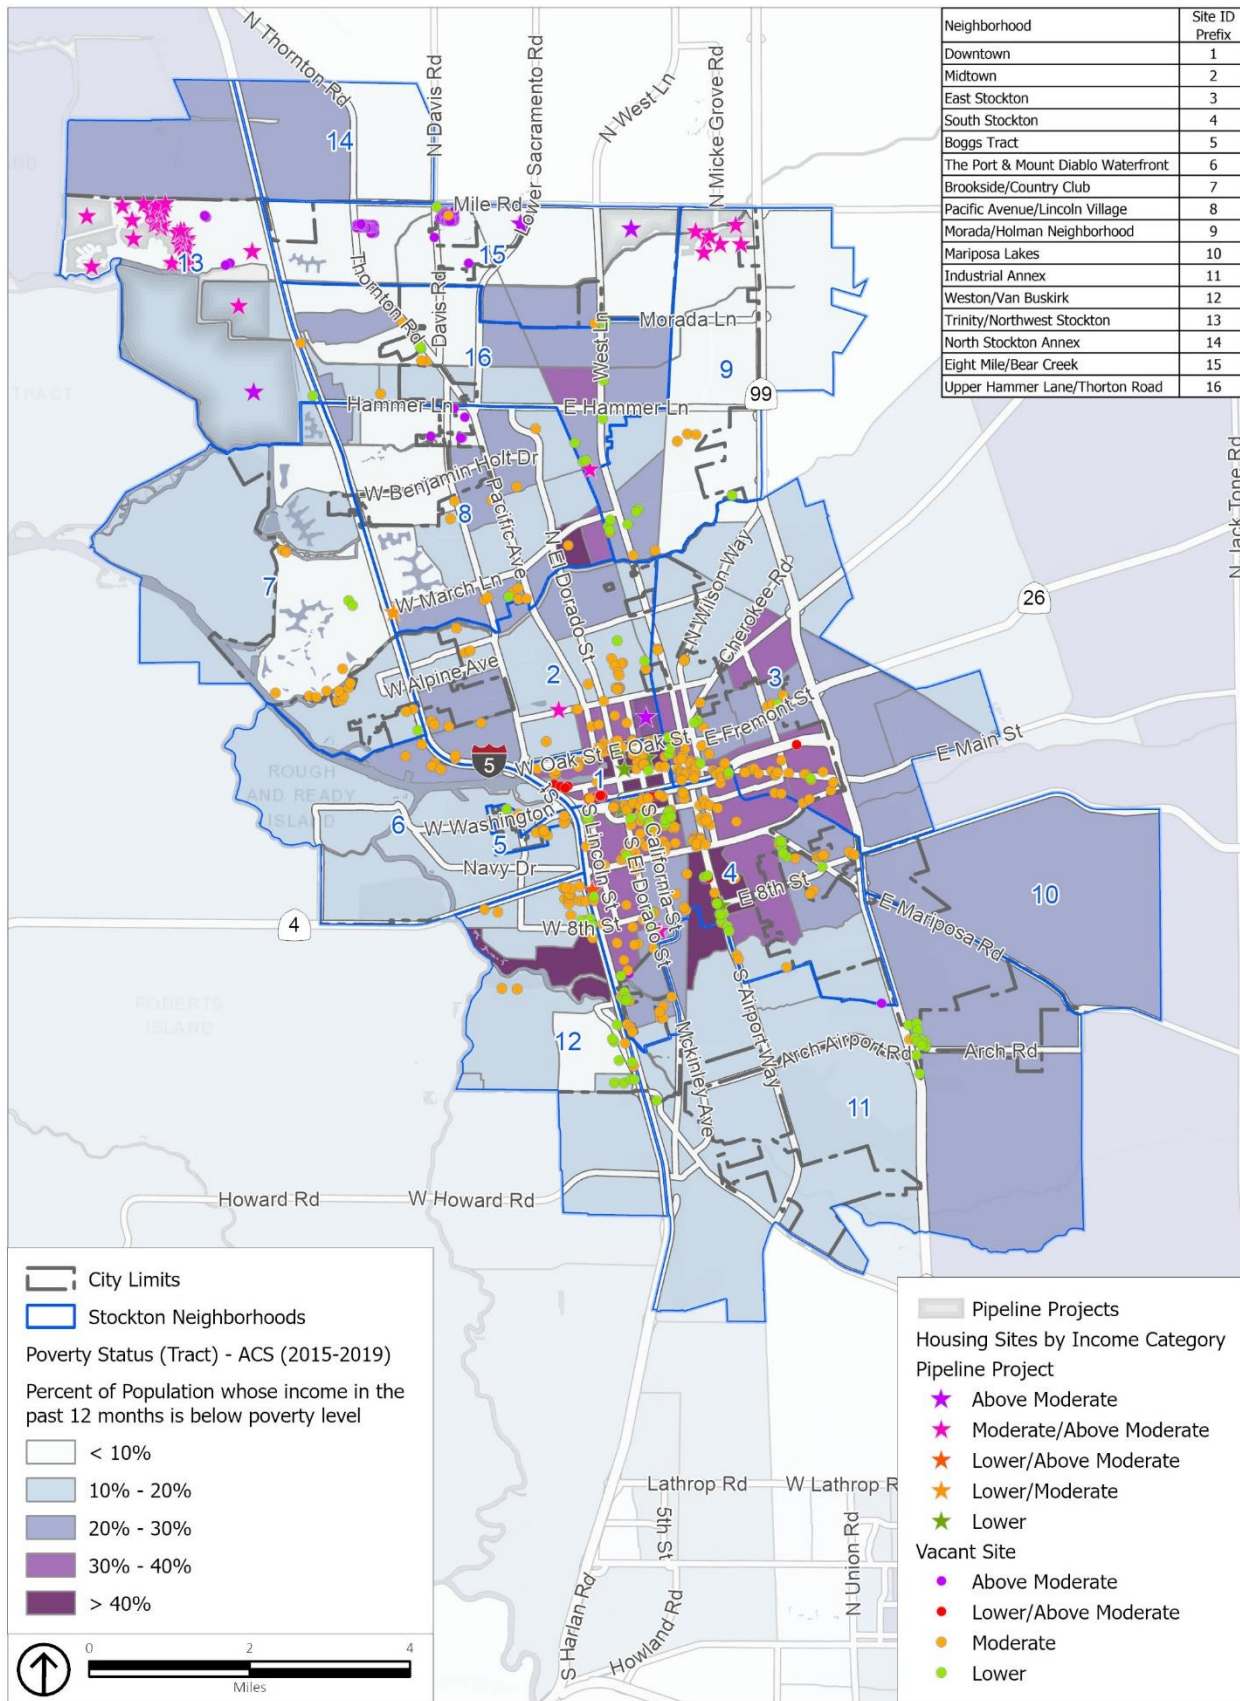 Neighborhood Site ID Prefix
Downtown 1
Midtown 2
East Stockton 3
South Stockton 4
Boggs Tract 5
The Port & Mount Diablo Waterfront 6
Brookside/Country Club 7
Pacific Avenue/Lincoln Village 8
Morada/Holman Neighborhood 9
Mariposa Lakes 10
Industrial Annex 11
Weston/Van Buskirk 12
Trinity/Northwest Stockton 13
North Stockton Annex 14
Eight Mile/Bear Creek 15
Upper Hammer Lane/Thorton Road 16
N Thornton Rd
N Davis Rd
Lower Sacramento Rd
N West Ln
N Micke Grove Rd
14
Mile Rd
13
15
Thornton Rd
Davis Rd
West Ln
Morada Ln
16
9
99
TRACT
Hammer Ln
E Hammer Ln
N Jack Tone Rd
W Benjamin Holt Dr
8
Pacific Ave
N El Dorado St
N Wilson Way
Cherokee Rd
7
W March Ln
26
2
3
W Alpine Ave
E Fremont St
E Main St
W Oak St
E Oak St
5
1
ROUGH
AND READY
ISLAND
6
W Washington St
5
S Lincoln St
S California St
S El Dorado St
Navy Dr
4
E 8th St
10
4
W 8th St
E Mariposa Rd
ROBERTS
ISLAND
12
S Airport Way
Mckinley Ave
Arch Airport Rd
Arch Rd
11
Howard Rd
W Howard Rd
City Limits
Stockton Neighborhoods
Poverty Status (Tract) - ACS (2015-2019)
Percent of Population whose income in the
past 12 months is below poverty level
< 10%
10% - 20%
20% - 30%
30% - 40%
> 40%
0 2 4
Miles
Lathrop Rd
W Lathrop R
5th St
N Union Rd
S Harlan Rd
Howland Rd
Pipeline Projects
Housing Sites by Income Category
Pipeline Project
Above Moderate
Moderate/Above Moderate
Lower/Above Moderate
Lower/Moderate
Lower
Vacant Site
Above Moderate
Lower/Above Moderate
Moderate
Lower